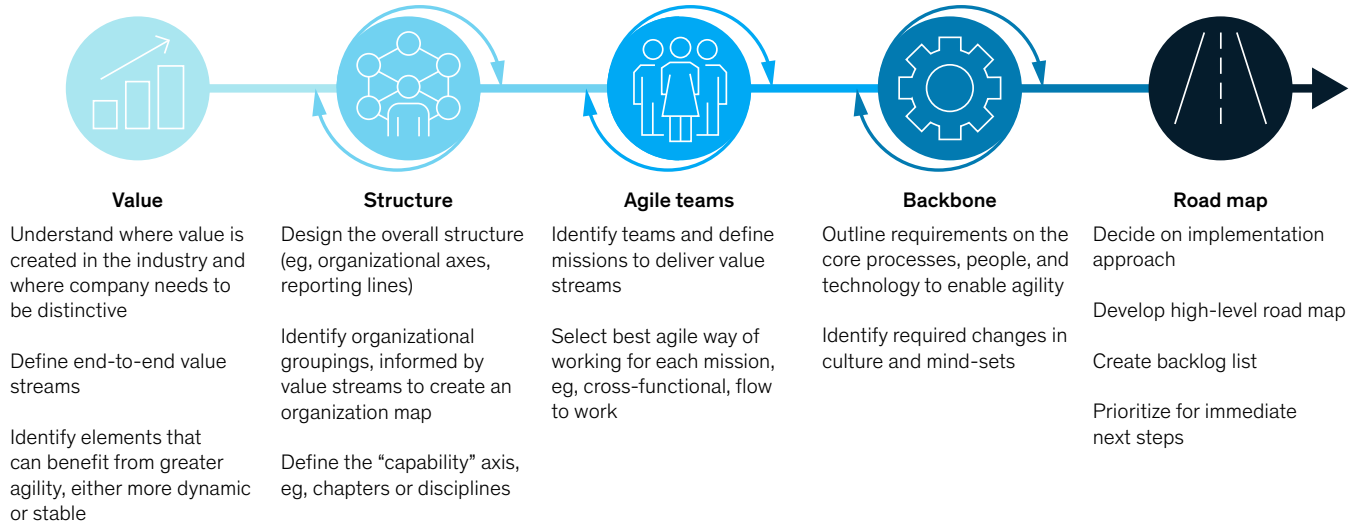 Value
Understand where value is
created in the industry and
where company needs to
be distinctive
Define end-to-end value
streams
Identify elements that
can benefit from greater
agility, either more dynamic
or stable
Structure
Design the overall structure
(eg, organizational axes,
reporting lines)
Identify organizational
groupings, informed by
value streams to create an
organization map
Define the “capability” axis,
eg, chapters or disciplines
Agile teams
Identify teams and define
missions to deliver value
streams
Select best agile way of
working for each mission,
eg, cross-functional, flow
to work
Backbone
Outline requirements on the
core processes, people, and
technology to enable agility
Identify required changes in
culture and mind-sets
Road map
Decide on implementation
approach
Develop high-level road map
Create backlog list
Prioritize for immediate
next steps